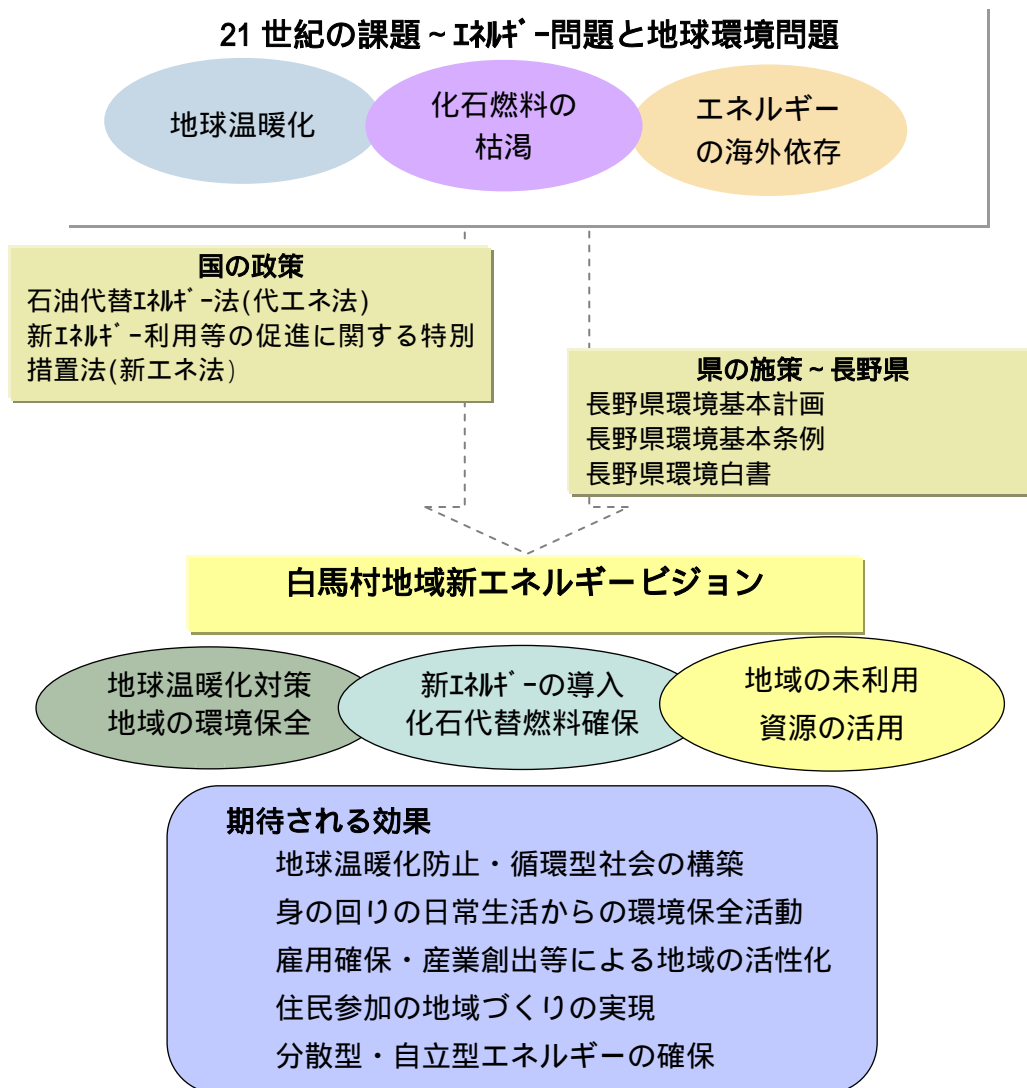 21 世紀の課題~ｴﾈﾙｷﾞｰ問題と地球環境問題
地球温暖化
化石燃料の
枯渇
エネルギー
の海外依存
国の政策
石油代替ｴﾈﾙｷﾞｰ法(代エネ法)
新ｴﾈﾙｷﾞｰ利用等の促進に関する特別
措置法(新エネ法)
県の施策~長野県
長野県環境基本計画
長野県環境基本条例
長野県環境白書
白馬村地域新エネルギービジョン
地球温暖化対策
地域の環境保全
新ｴﾈﾙｷﾞｰの導入
化石代替燃料確保
地域の未利用
資源の活用
期待される効果
地球温暖化防止・循環型社会の構築
身の回りの日常生活からの環境保全活動
雇用確保・産業創出等による地域の活性化
住民参加の地域づくりの実現
分散型・自立型エネルギーの確保